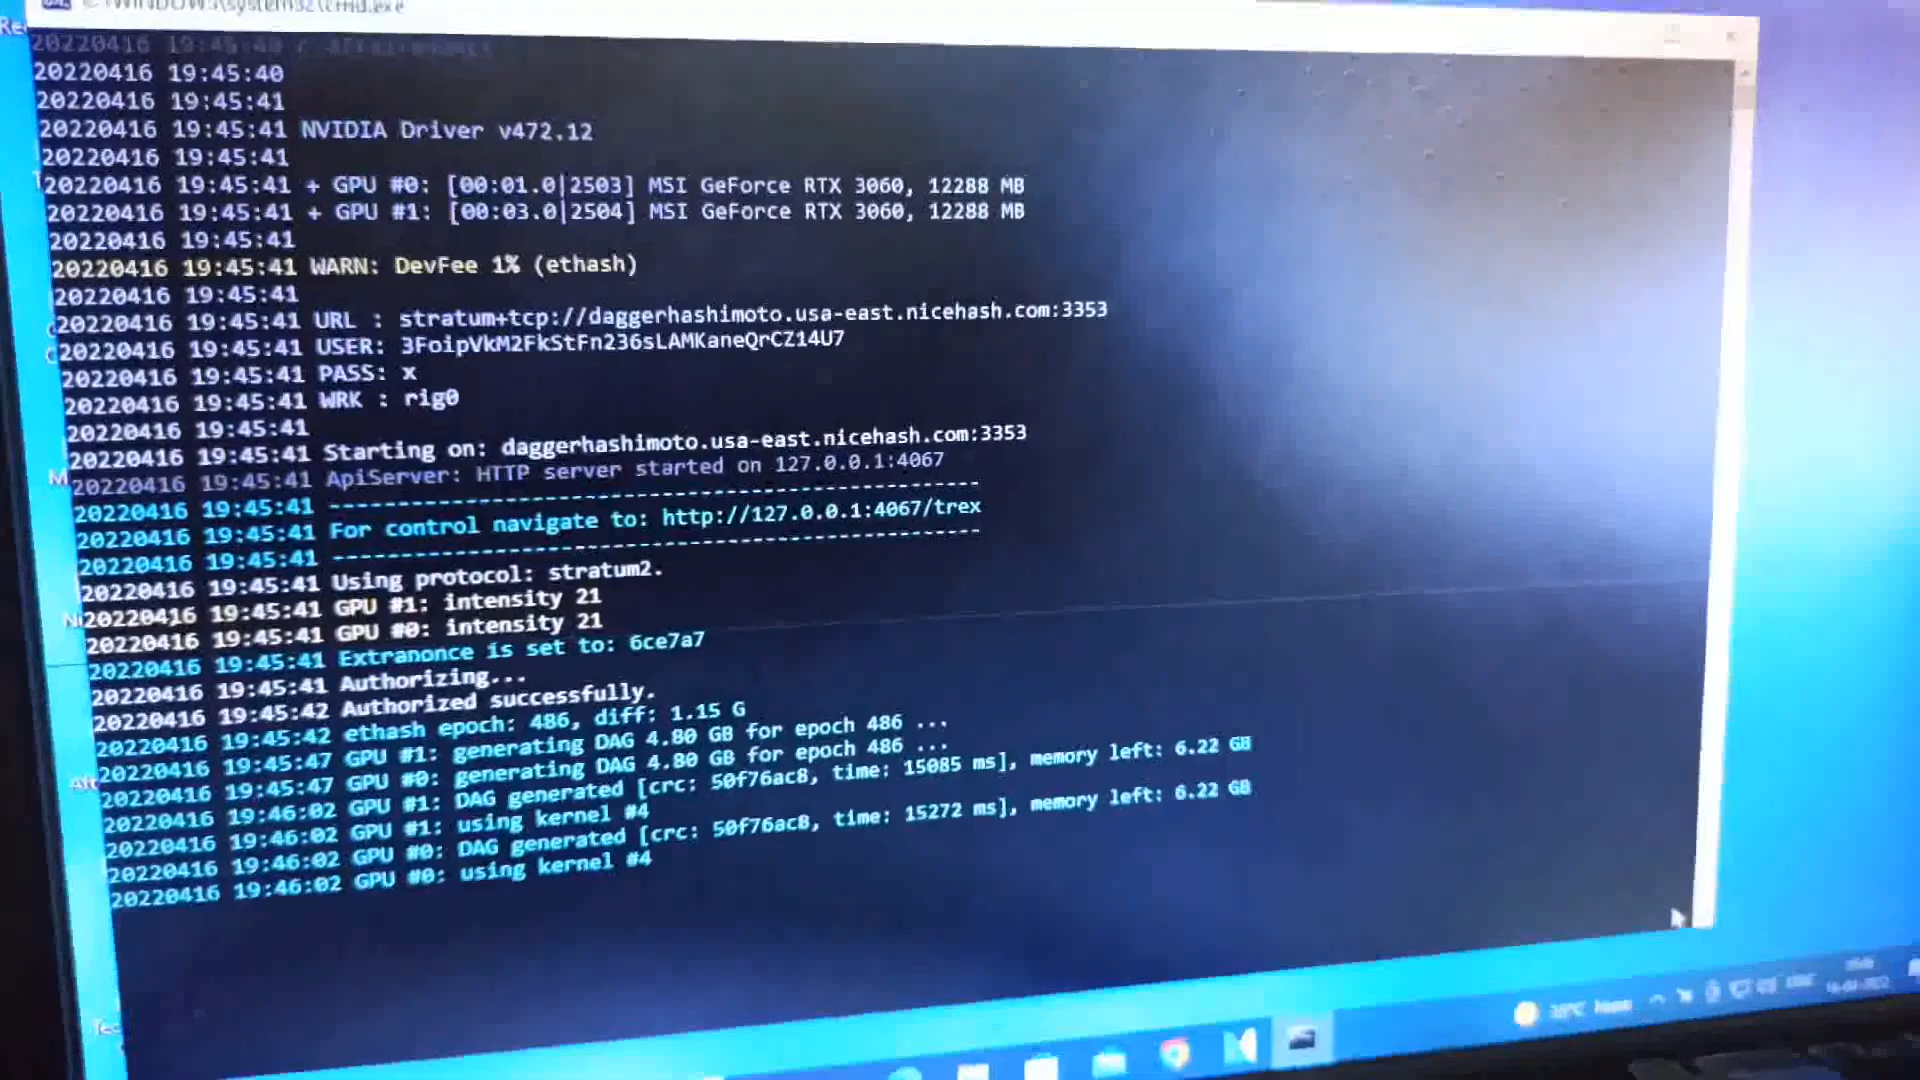 C:\WINDOWS\system32\cmd.exe
20220416 19:45:40
20220416 19:45:40
20220416 19:45:41
20220416 19:45:41 NVIDIA Driver v472.12
20220416 19:45:41
20220416 19:45:41 + GPU #0: [00:01.0|2503] MSI GeForce RTX 3060, 12288 MB
20220416 19:45:41 + GPU #1: [00:03.0|2504] MSI GeForce RTX 3060, 12288 MB
20220416 19:45:41
20220416 19:45:41 WARN: DevFee 1% (ethash)
20220416 19:45:41
20220416 19:45:41 URL : stratum+tcp://daggerhashimoto.usa-east.nicehash.com:3353
20220416 19:45:41 USER: 3FoipVkM2FkStFn236sLAMKaneQrCZ14U7
20220416 19:45:41 PASS: x
20220416 19:45:41 WRK : rig0
20220416 19:45:41
20220416 19:45:41 Starting on: daggerhashimoto.usa-east.nicehash.com:3353
20220416 19:45:41 ApiServer: HTTP server started on 127.0.0.1:4067
20220416 19:45:41 -----------------------------------------------------
20220416 19:45:41 For control navigate to: http://127.0.0.1:4067/trex
20220416 19:45:41 -----------------------------------------------------
20220416 19:45:41 Using protocol: stratum2.
20220416 19:45:41 GPU #1: intensity 21
20220416 19:45:41 GPU #0: intensity 21
20220416 19:45:41 Extranonce is set to: 6ce7a7
20220416 19:45:41 Authorizing...
20220416 19:45:42 Authorized successfully.
20220416 19:45:42 ethash epoch: 486, diff: 1.15 G
20220416 19:45:47 GPU #1: generating DAG 4.80 GB for epoch 486 ...
20220416 19:45:47 GPU #0: generating DAG 4.80 GB for epoch 486 ...
20220416 19:46:02 GPU #1: DAG generated [crc: 50f76ac8, time: 15085 ms], memory left: 6.22 GB
20220416 19:46:02 GPU #1: using kernel #4
20220416 19:46:02 GPU #0: DAG generated [crc: 50f76ac8, time: 15272 ms], memory left: 6.22 GB
20220416 19:46:02 GPU #0: using kernel #4